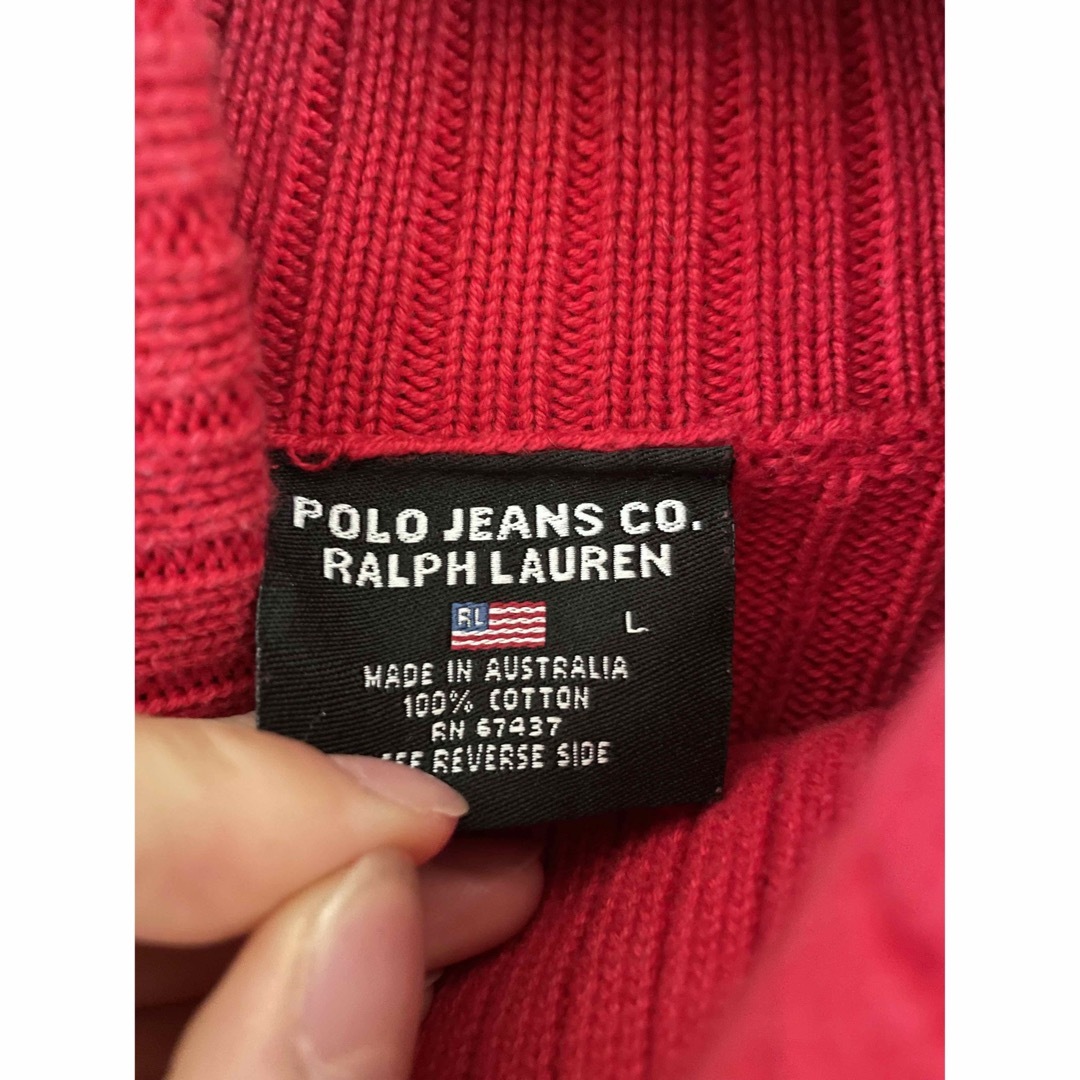 POLO JEANS CO.
RALPH LAUREN
RL
L
MADE IN AUSTRALIA
100% COTTON
RN 67437
REVERSE SIDE